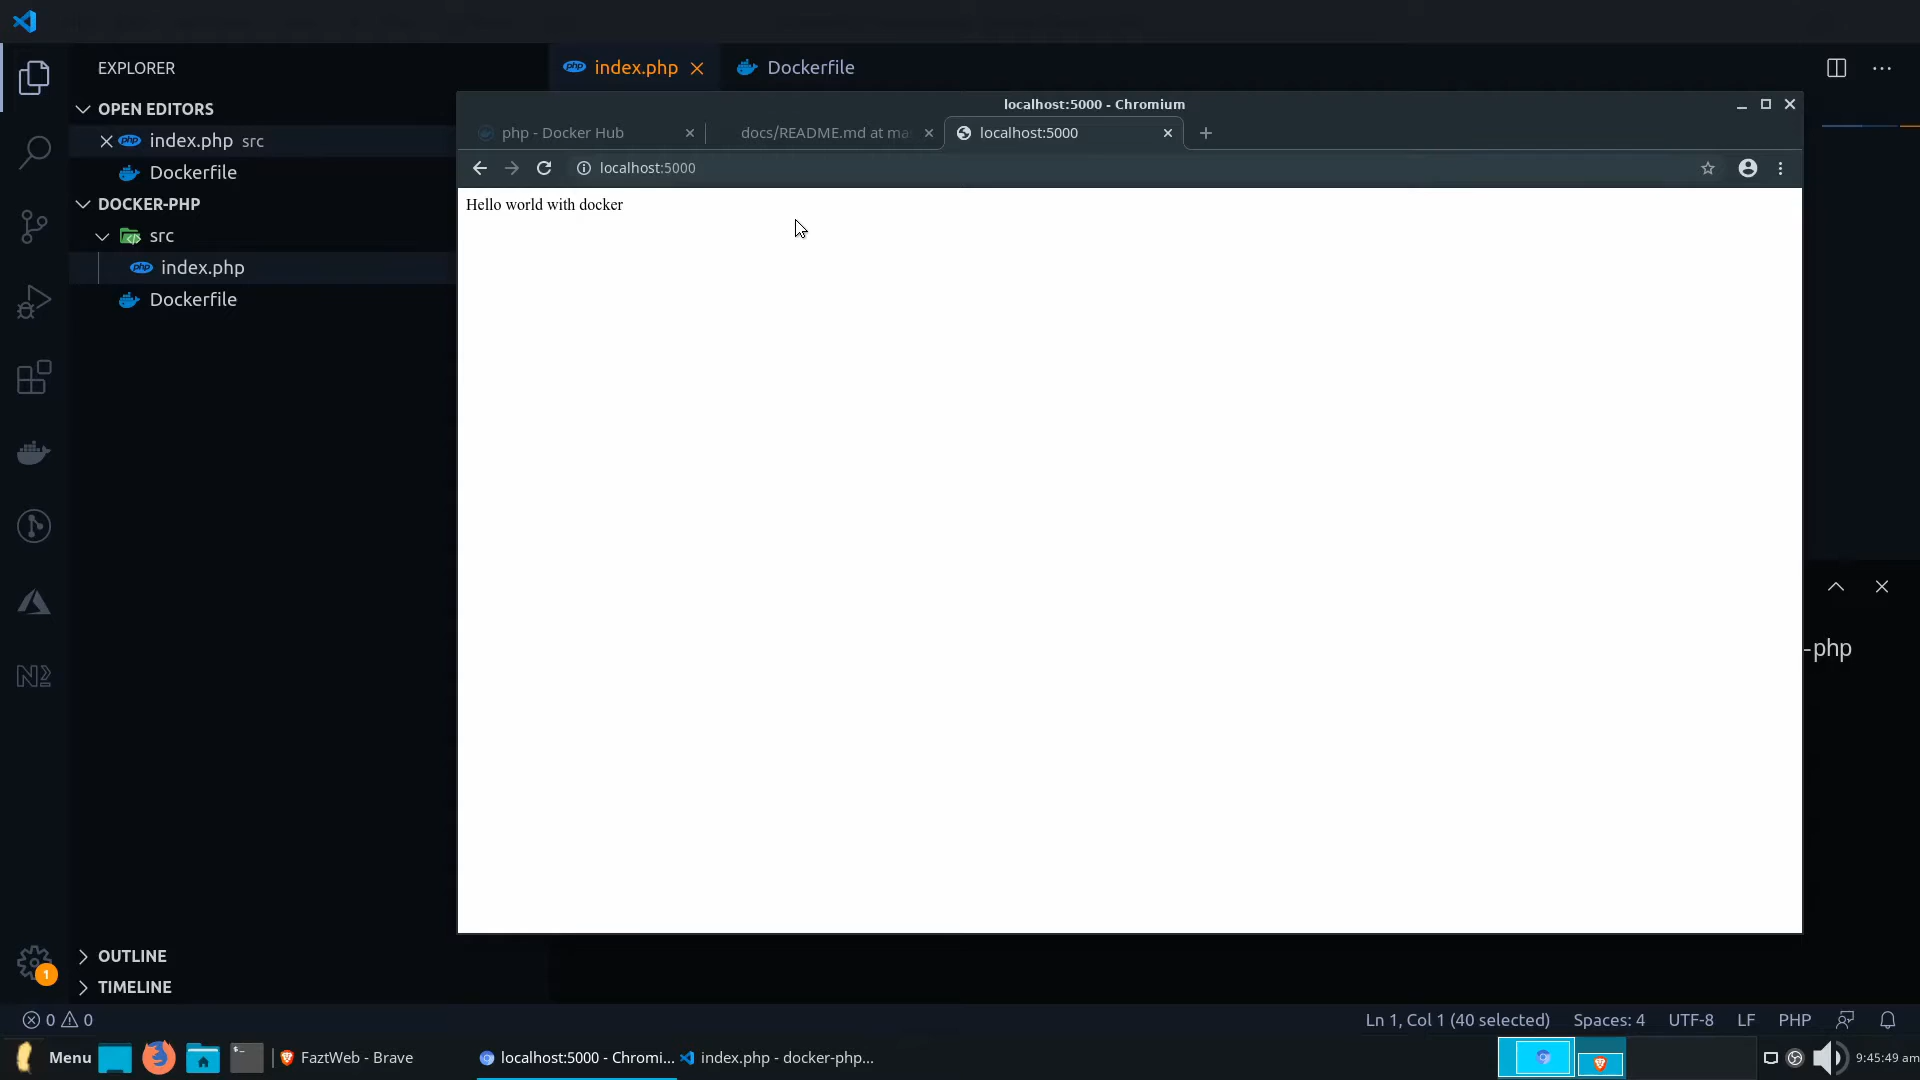 EXPLORER
index.php
Dockerfile
OPEN EDITORS
index.php src
Dockerfile
DOCKER-PHP
src
index.php
Dockerfile
localhost:5000 - Chromium
php - Docker Hub
docs/README.md at ma
localhost:5000
localhost:5000
Hello world with docker
-php
OUTLINE
TIMELINE
1
0 0
Ln 1, Col 1 (40 selected)
Spaces: 4
UTF-8
LF
PHP
Menu
FaztWeb - Brave
localhost:5000 - Chromi...
index.php - docker-php...
9:45:49 am